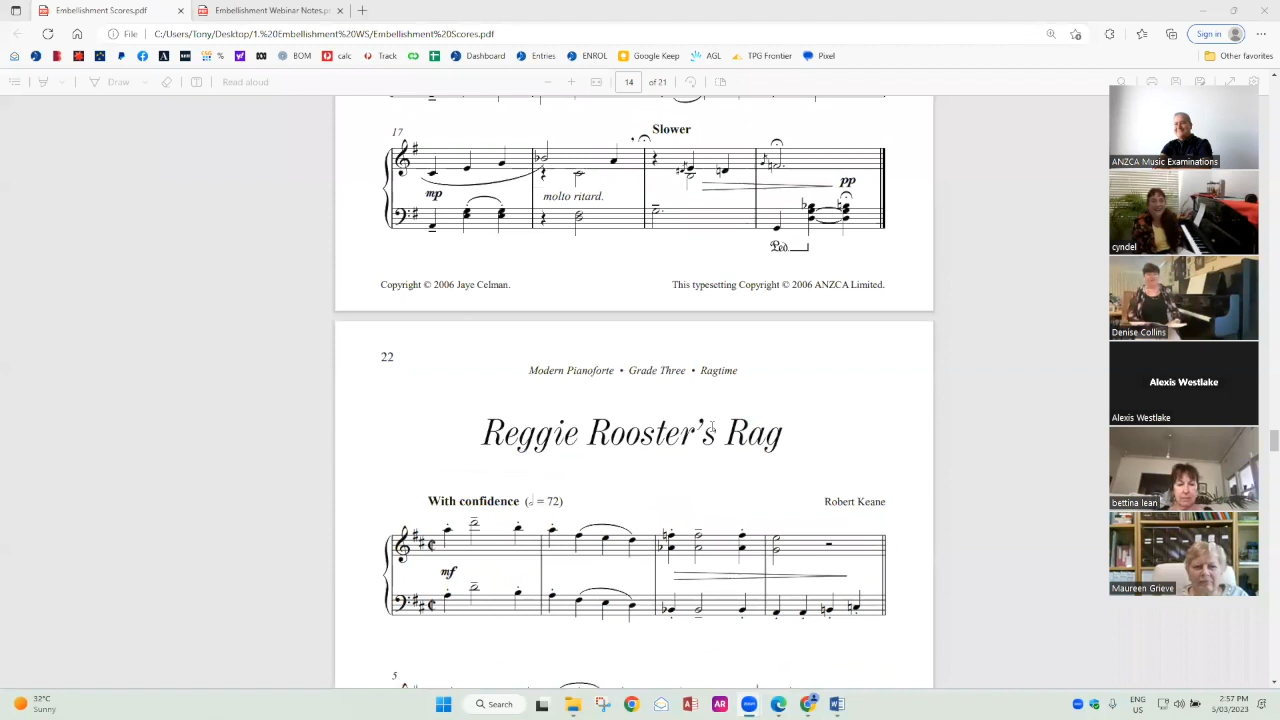 Embellishment Scores.pdf
Embellishment Webinar Notes.pt
File
C:/Users/Tony/Desktop/1.%20Embellishment%20WS/Embellishment%20Scores.pdf
Sign in
calc
Track
Dashboard
Entries
ENROL
Google Keep
AGL
TPG Frontier
Pixel
BOM
Other favorites
Draw
Read aloud
14
of 21
17
Slower
mp
molto ritard.
pp
Copyright © 2006 Jaye Celman.
This typesetting Copyright © 2006 ANZCA Limited.
22
Modern Pianoforte • Grade Three • Ragtime
Reggie Rooster's Rag
With confidence (𝅗𝅥 = 72)
Robert Keane
mf
5
ANZCA Music Examinations
cyndel
Denise Collins
Alexis Westlake
Alexis Westlake
bettina lean
Maureen Grieve
32°C
Sunny
Search
ENG
US
2:57 PM
5/03/2023